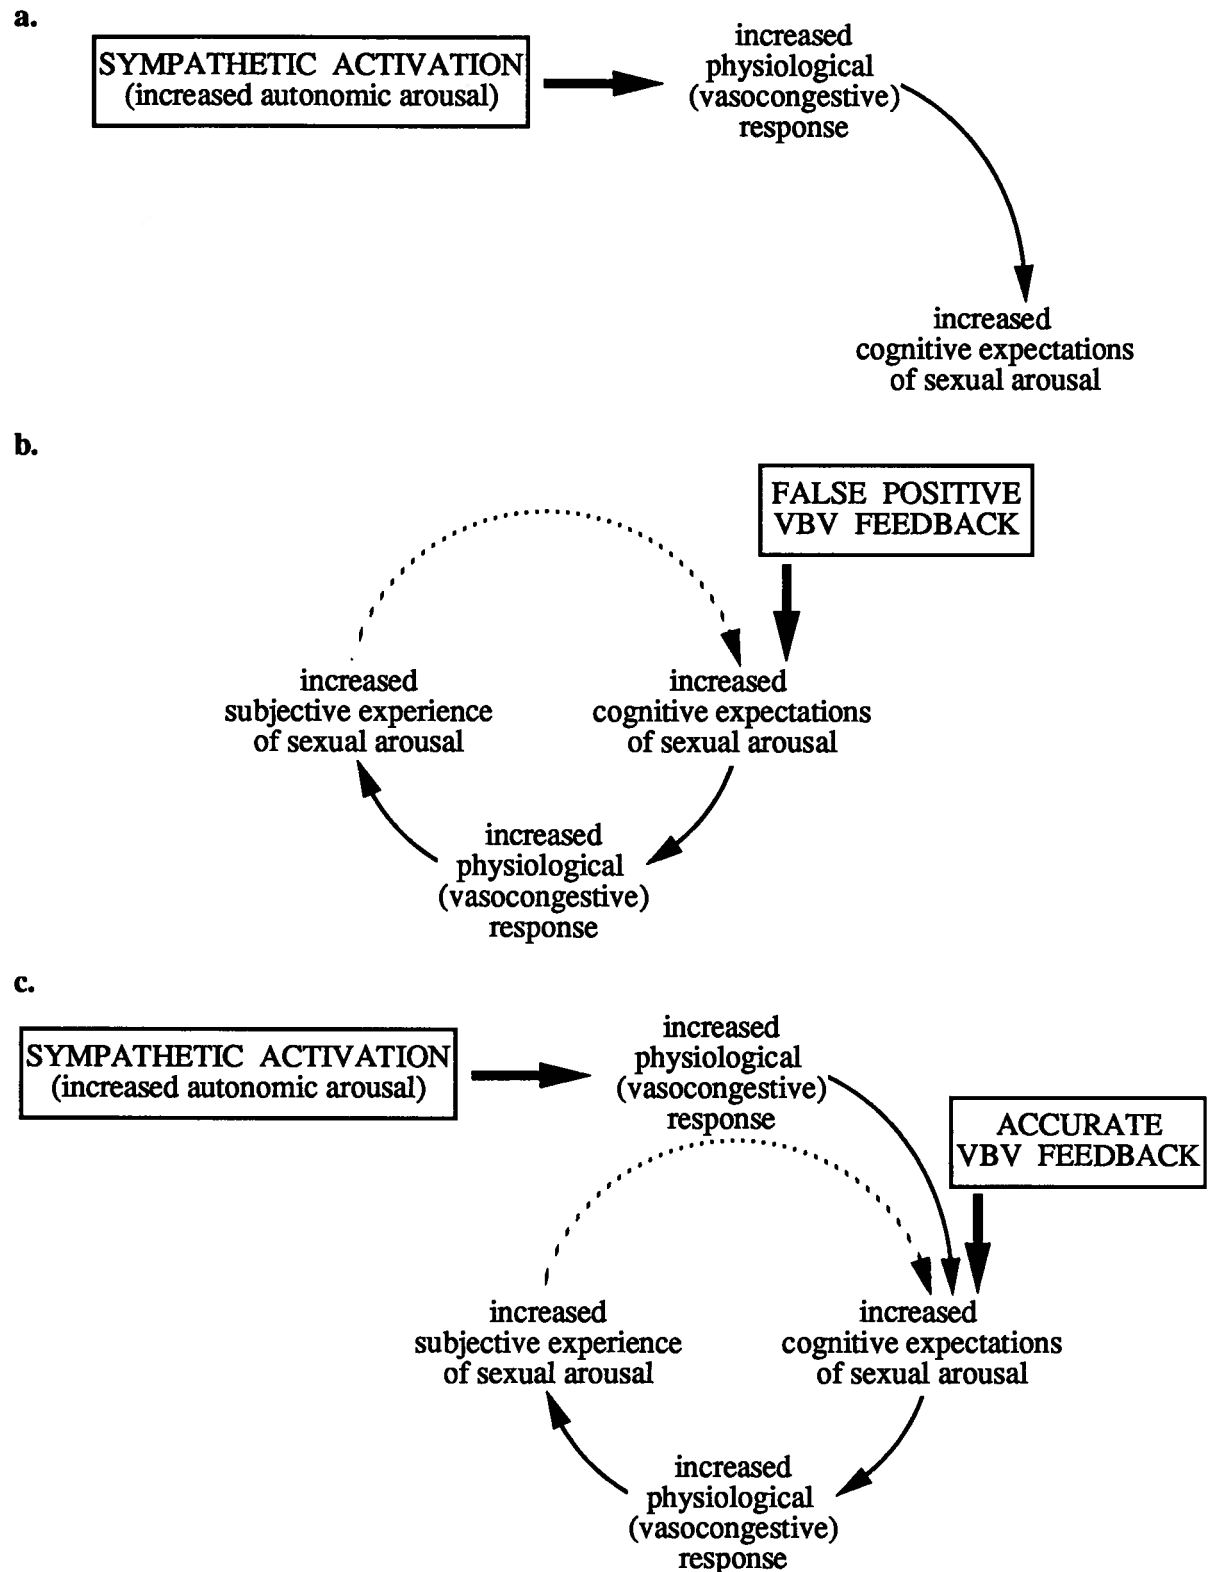 a.
SYMPATHETIC ACTIVATION
(increased autonomic arousal)
increased
physiological
(vasocongestive)
response
increased
cognitive expectations
of sexual arousal
b.
FALSE POSITIVE
VBV FEEDBACK
increased
subjective experience
of sexual arousal
increased
cognitive expectations
of sexual arousal
increased
physiological
(vasocongestive)
response
c.
SYMPATHETIC ACTIVATION
(increased autonomic arousal)
increased
physiological
(vasocongestive)
response
ACCURATE
VBV FEEDBACK
increased
subjective experience
of sexual arousal
increased
cognitive expectations
of sexual arousal
increased
physiological
(vasocongestive)
response